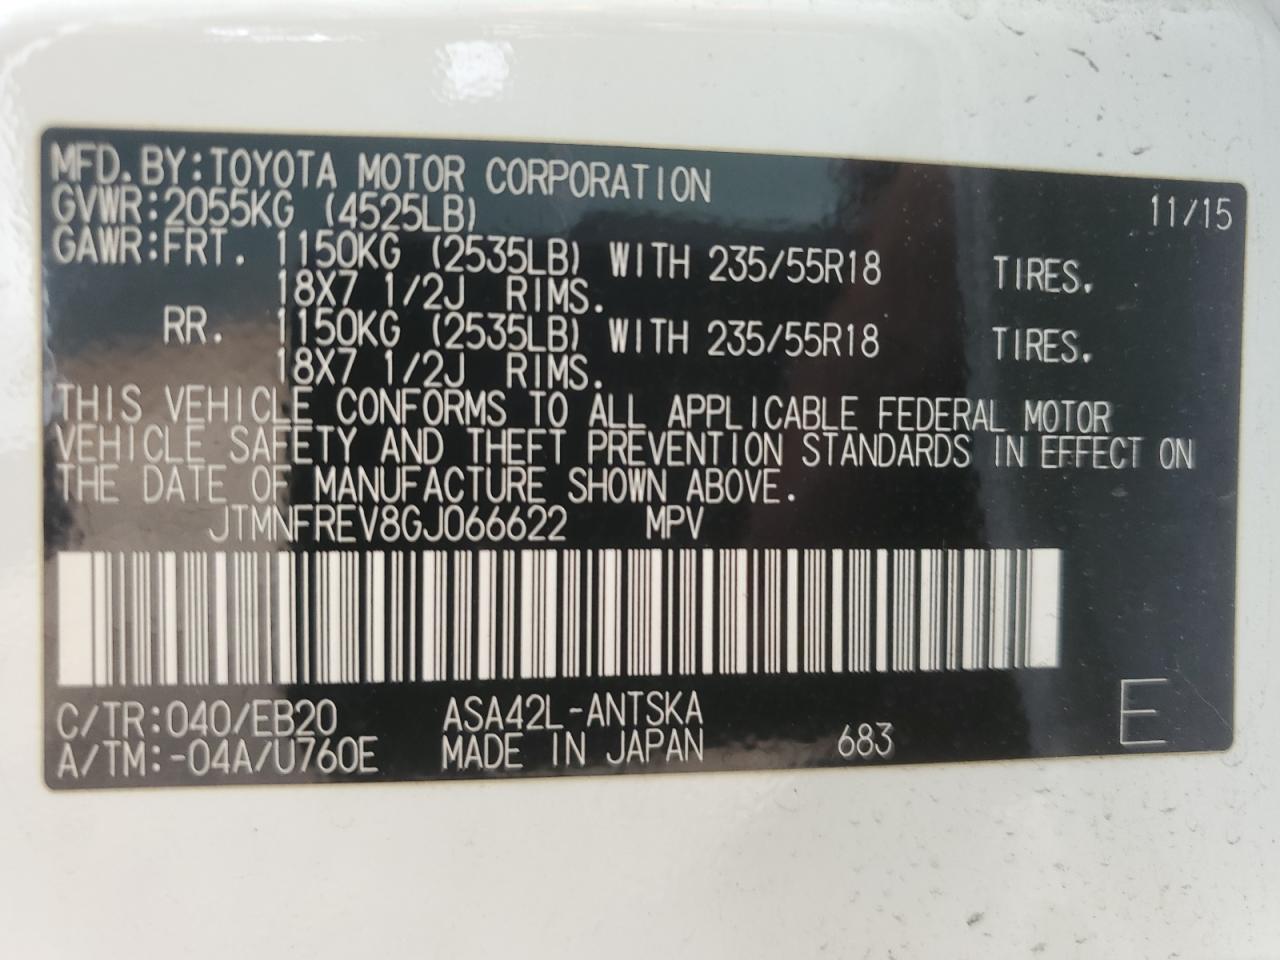 MFD. BY:TOYOTA MOTOR CORPORATION 11/15
GVWR:2055KG (4525LB)
GAWR:FRT. 1150KG (2535LB) WITH 235/55R18 TIRES.
18X7 1/2J RIMS.
RR. 1150KG (2535LB) WITH 235/55R18 TIRES.
18X7 1/2J RIMS.
THIS VEHICLE CONFORMS TO ALL APPLICABLE FEDERAL MOTOR
VEHICLE SAFETY AND THEFT PREVENTION STANDARDS IN EFFECT ON
THE DATE OF MANUFACTURE SHOWN ABOVE.
JTMNFREV8GJ066622 MPV
C/TR:040/EB20 ASA42L-ANTSKA
A/TM:-04A/U760E MADE IN JAPAN 683 E